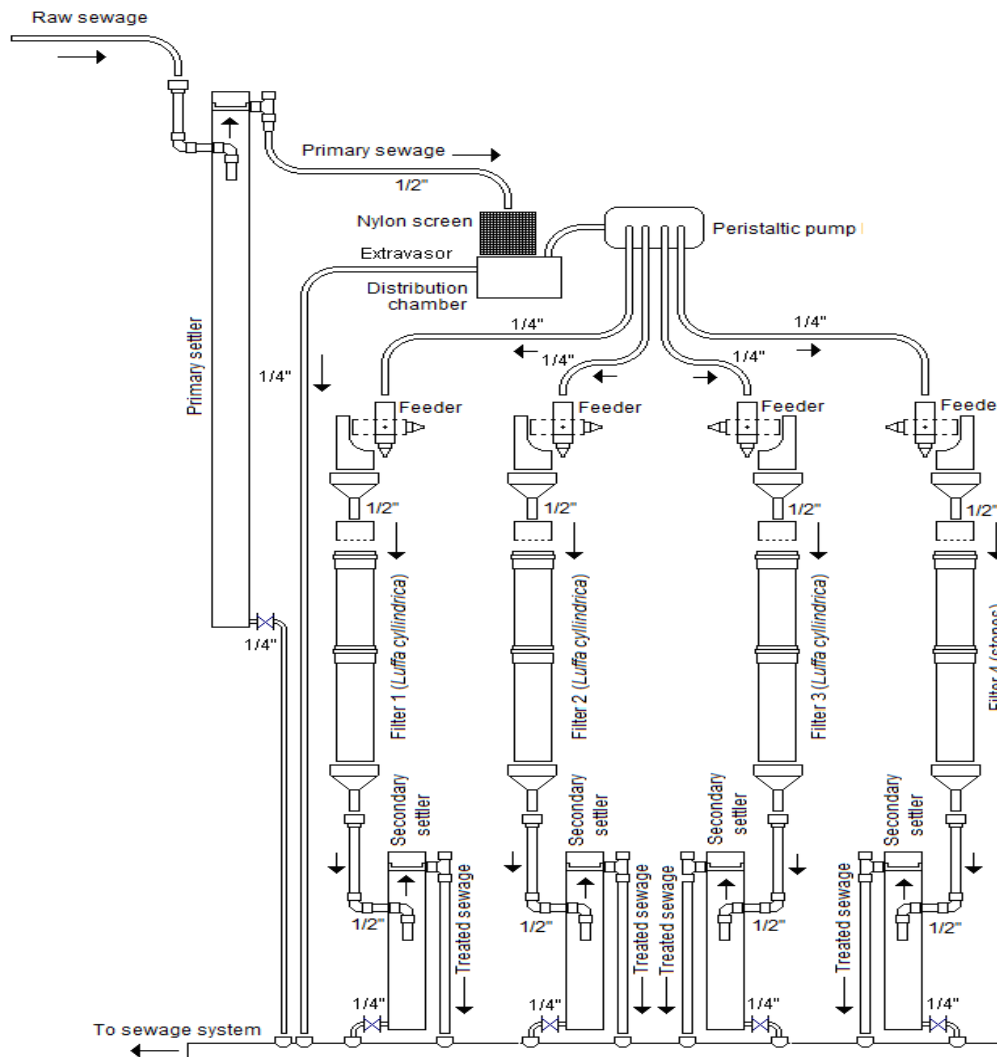 Raw sewage
Primary sewage
1/2"
Nylon screen
Peristaltic pump
Extravasor
Distribution
chamber
Primary settler
1/4"
1/4"
1/4"
1/4"
1/4"
Feeder
Feeder
Feeder
Feede
1/2"
1/2"
1/2"
1/2"
Filter 1 (Luffa cyllindrica)
Filter 2 (Luffa cyllindrica)
Filter 3 (Luffa cyllindrica)
Filter 4 (stones)
1/4"
Secondary
settler
Secondary
settler
Secondary
settler
Secondary
settler
1/2"
Treated sewage
1/2"
Treated sewage
Treated sewage
1/2"
Treated sewage
1/2"
1/4"
1/4"
1/4"
1/4"
To sewage system